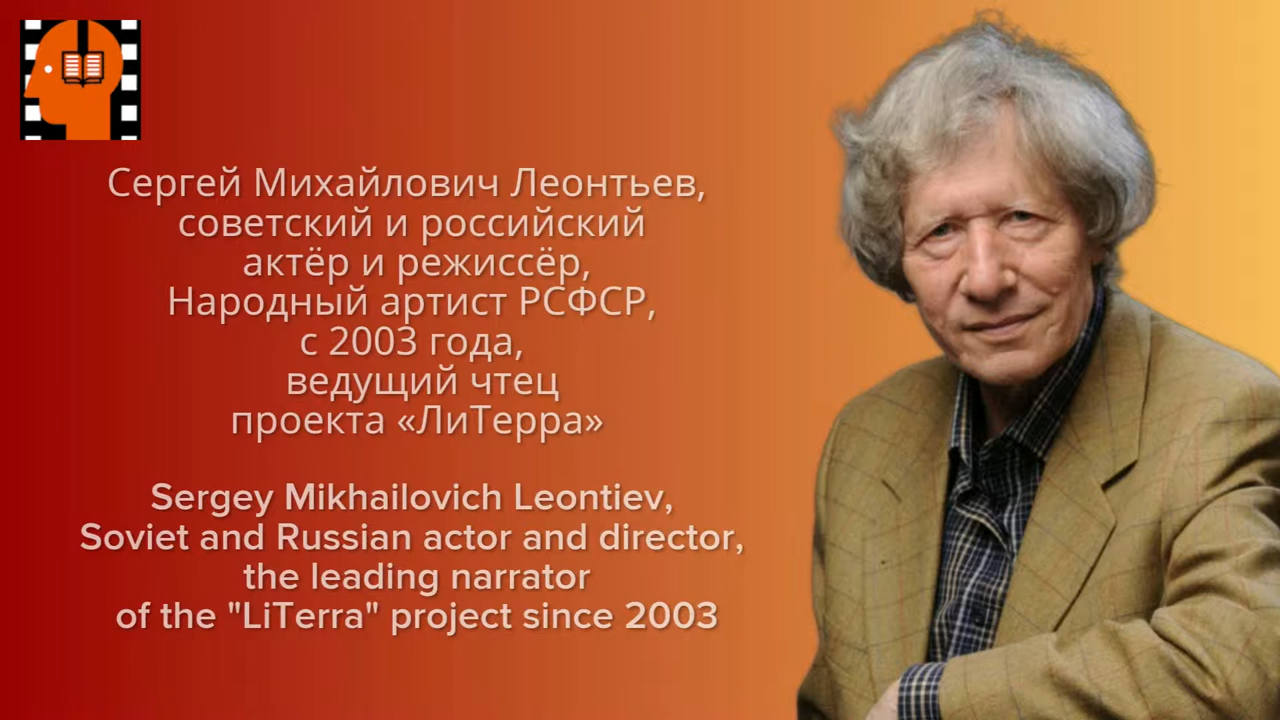 Сергей Михайлович Леонтьев,
советский и российский
актёр и режиссёр,
Народный артист РСФСР,
с 2003 года,
ведущий чтец
проекта «ЛиТерра»
Sergey Mikhailovich Leontiev,
Soviet and Russian actor and director,
the leading narrator
of the "LiTerra" project since 2003